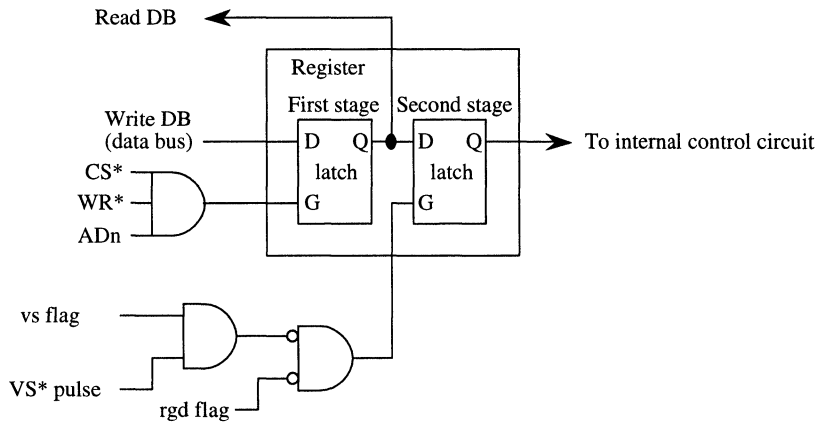 Read DB
Register
First stage
Second stage
Write DB
(data bus)
D
Q
D
Q
To internal control circuit
latch
latch
CS*
WR*
G
G
ADn
vs flag
VS* pulse
rgd flag